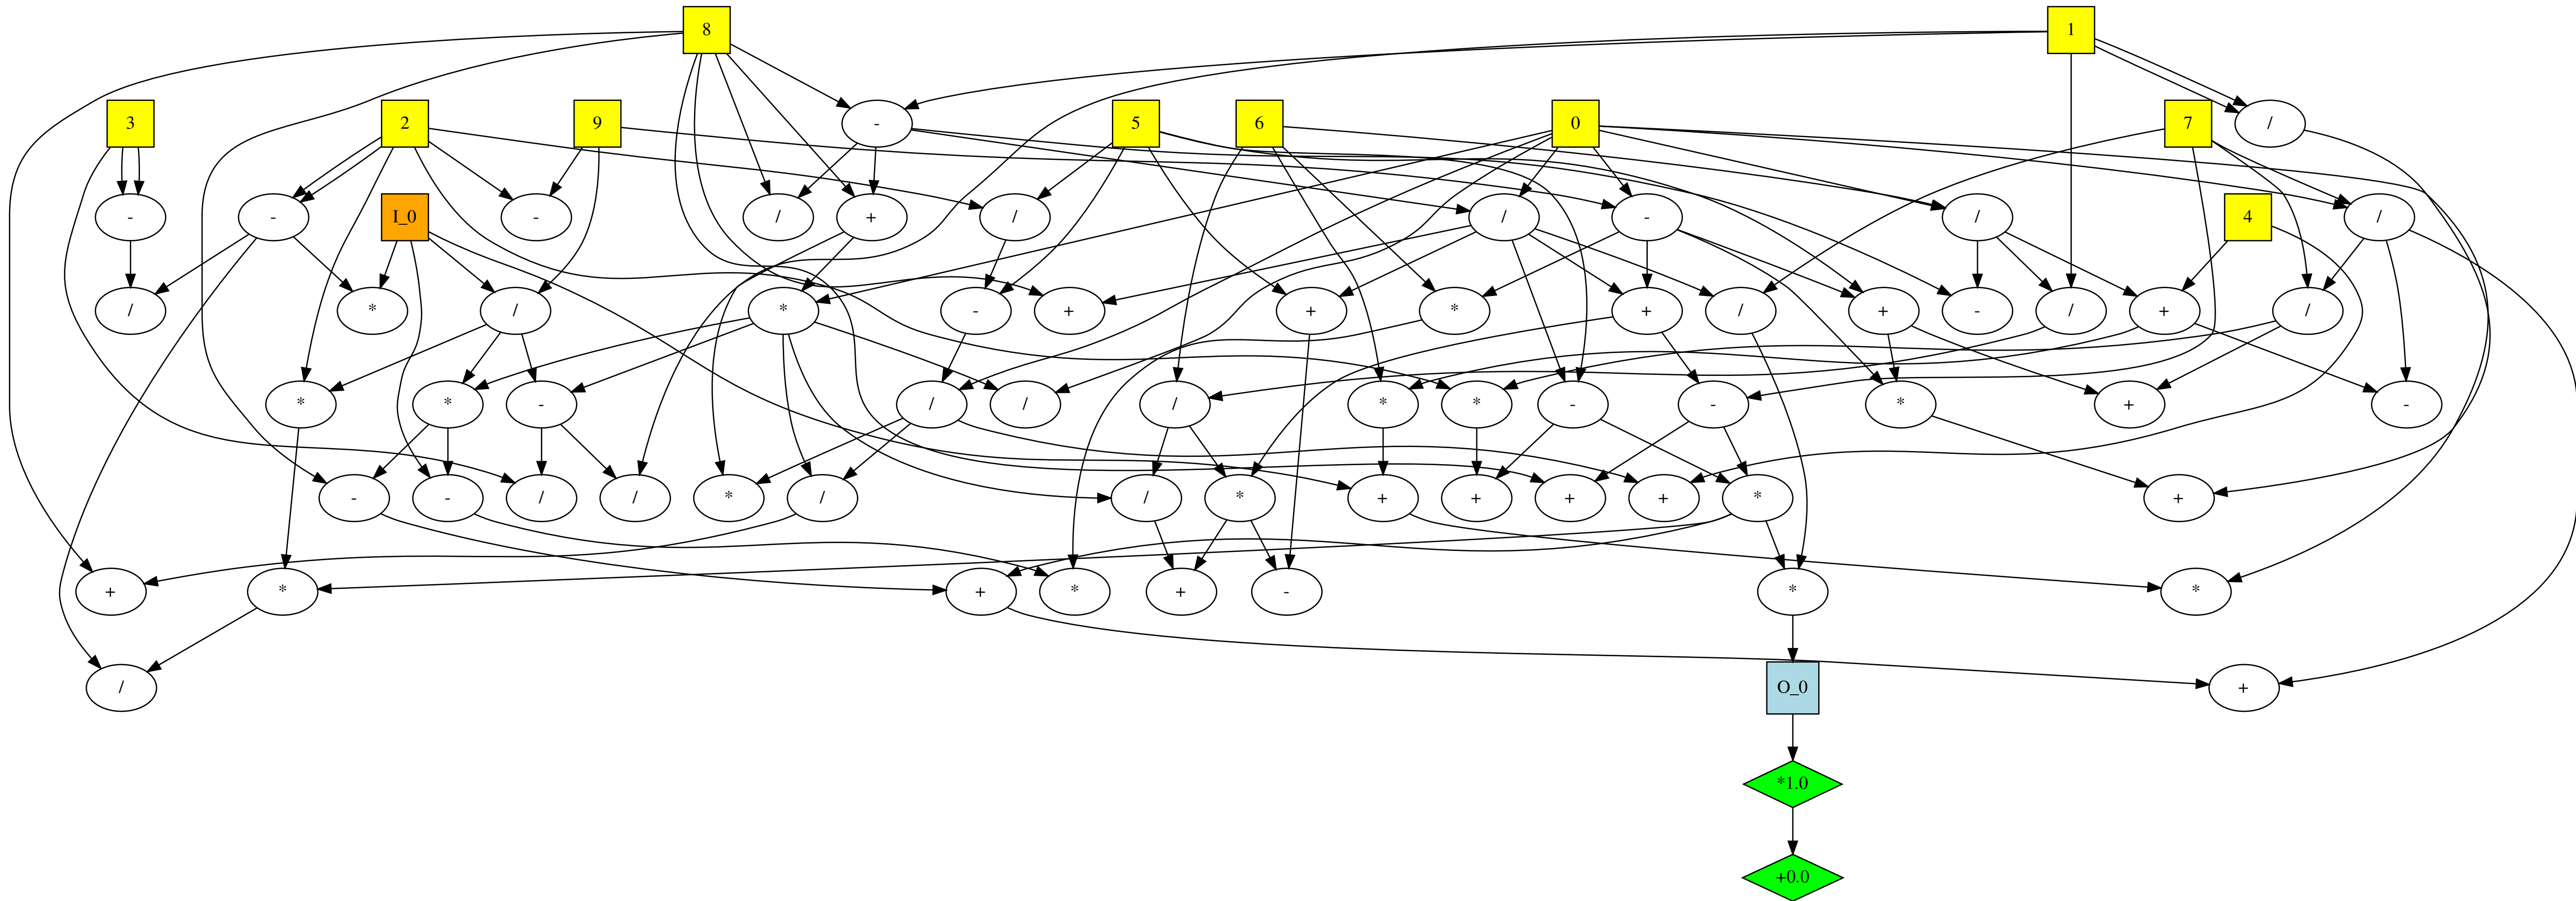 8 1
3 2 9 - 5 6 0 7 /
- - I_0 - / + / / - / 4 /
/ * / * - + + * + / + - / + /
* * - / / / * * - - * + -
- - / / * / / * + + + + * +
+ * + * + - * *
/ O_0 +
*1.0
+0.0